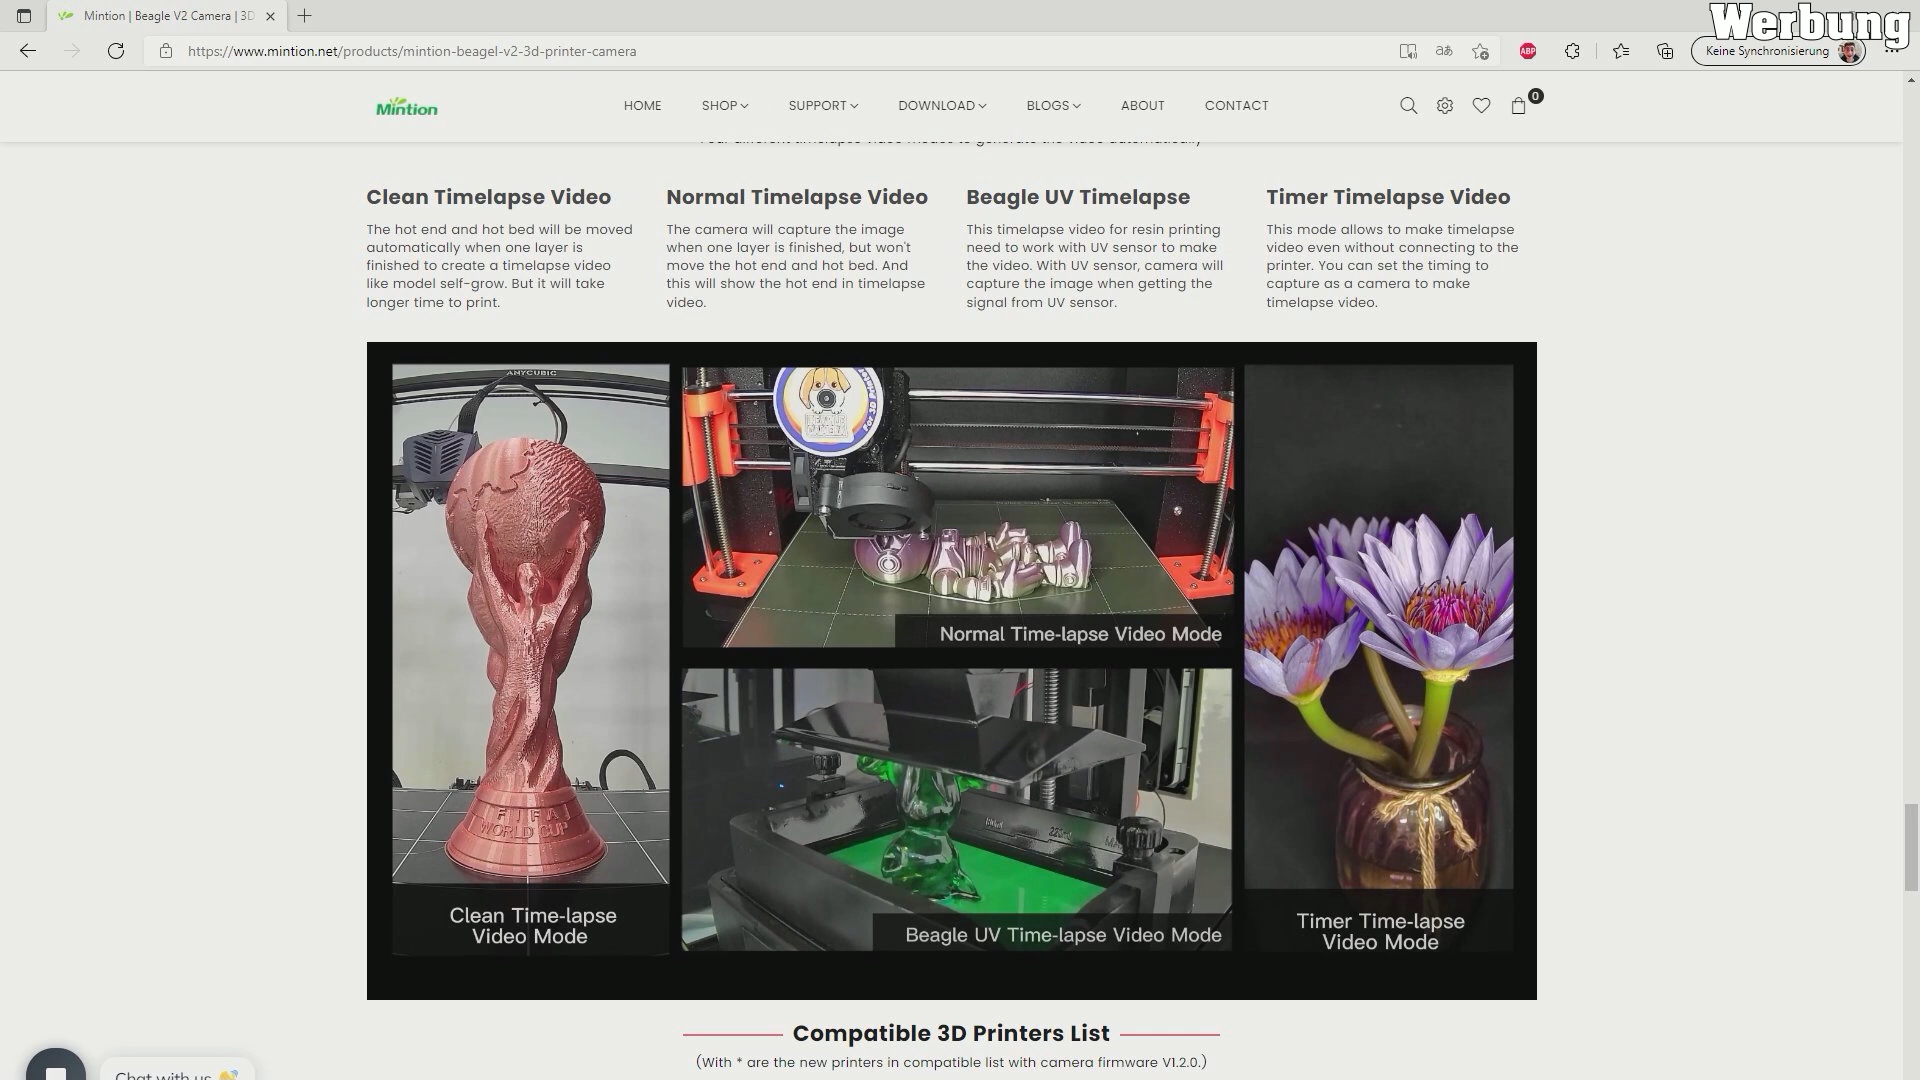 Mintion | Beagle V2 Camera | 3D
Werbung
https://www.mintion.net/products/mintion-beagel-v2-3d-printer-camera
aあ
ABP
Keine Synchronisierung
Mintion
HOME
SHOP
SUPPORT
DOWNLOAD
BLOGS
ABOUT
CONTACT
0
Clean Timelapse Video
The hot end and hot bed will be moved
automatically when one layer is
finished to create a timelapse video
like model self-grow. But it will take
longer time to print.
Normal Timelapse Video
The camera will capture the image
when one layer is finished, but won't
move the hot end and hot bed. And
this will show the hot end in timelapse
video.
Beagle UV Timelapse
This timelapse video for resin printing
need to work with UV sensor to make
the video. With UV sensor, camera will
capture the image when getting the
signal from UV sensor.
Timer Timelapse Video
This mode allows to make timelapse
video even without connecting to the
printer. You can set the timing to
capture as a camera to make
timelapse video.
ANYCUBIC
FIFA
WORLD CUP
Clean Time-lapse
Video Mode
Normal Time-lapse Video Mode
Beagle UV Time-lapse Video Mode
Timer Time-lapse
Video Mode
Compatible 3D Printers List
(With * are the new printers in compatible list with camera firmware V1.2.0.)
Chat with us